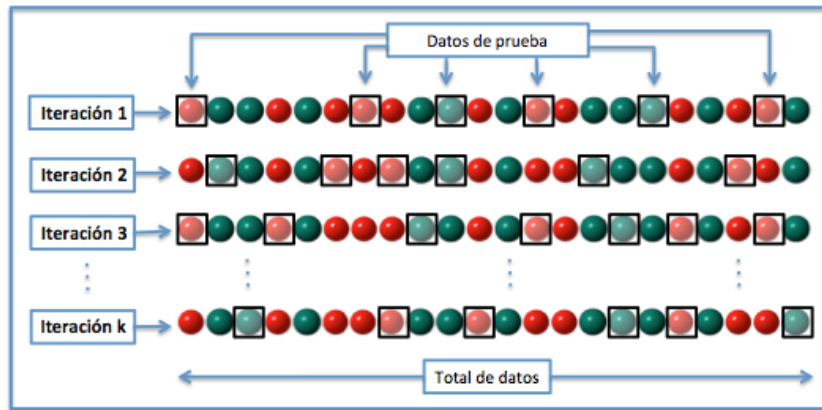 Datos de prueba
Iteración 1
Iteración 2
Iteración 3
Iteración k
Total de datos